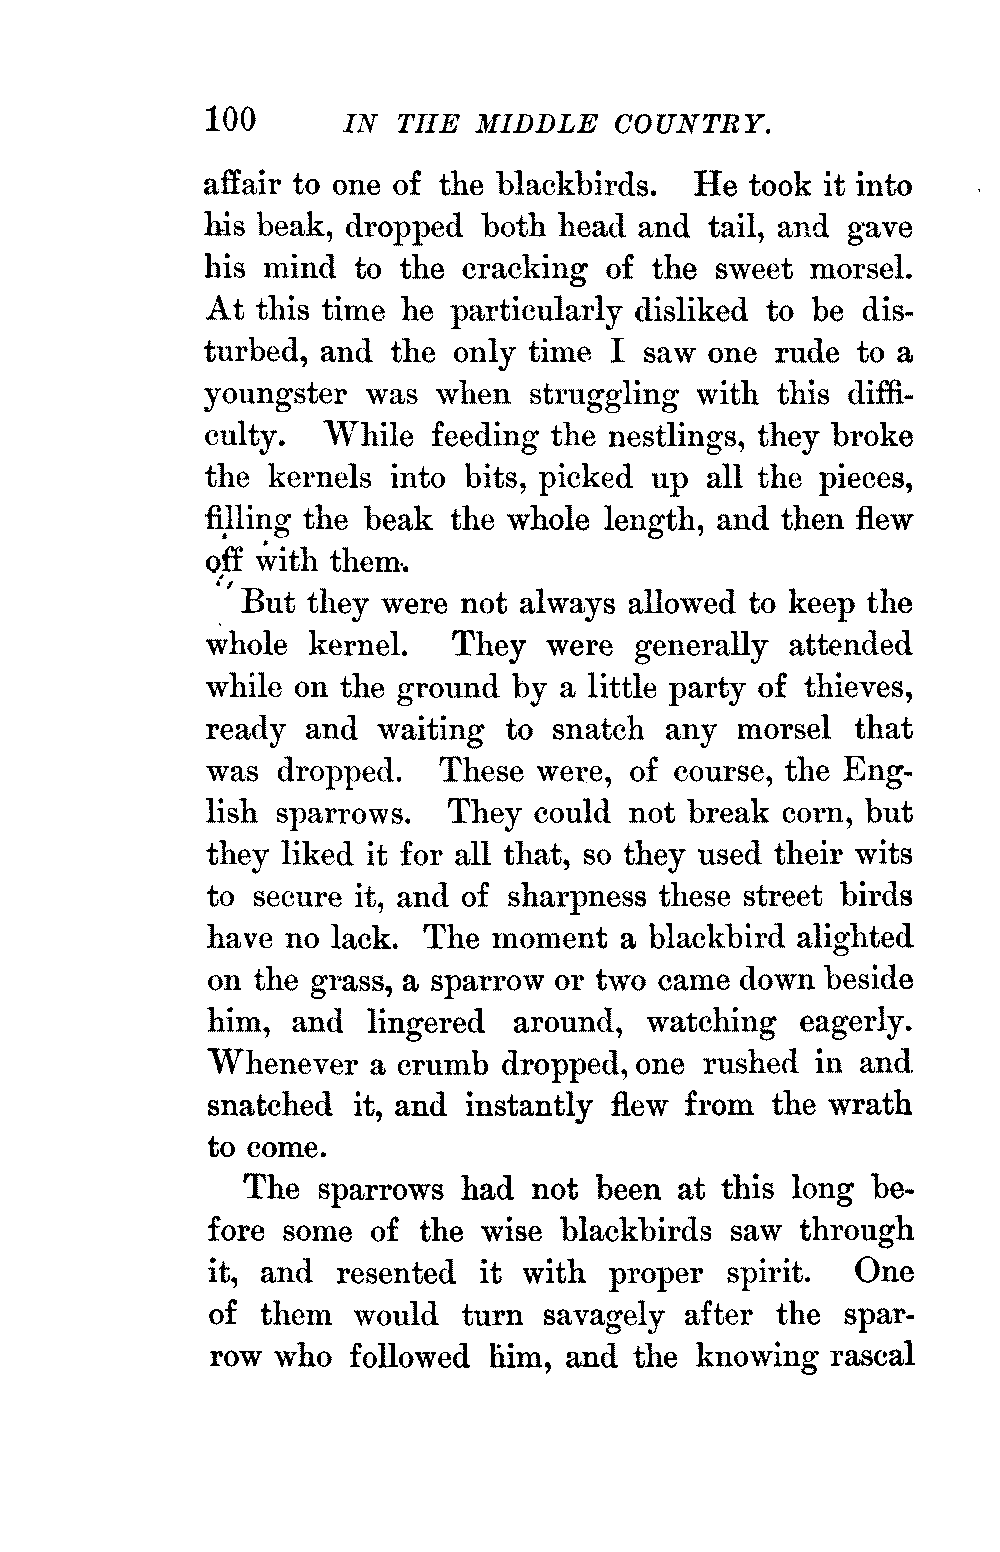 100 IN THE MIDDLE COUNTRY.
affair to one of the blackbirds. He took it into
his beak, dropped both head and tail, and gave
his mind to the cracking of the sweet morsel.
At this time he particularly disliked to be dis-
turbed, and the only time I saw one rude to a
youngster was when struggling with this diffi-
culty. While feeding the nestlings, they broke
the kernels into bits, picked up all the pieces,
filling the beak the whole length, and then flew
off with them.
But they were not always allowed to keep the
whole kernel. They were generally attended
while on the ground by a little party of thieves,
ready and waiting to snatch any morsel that
was dropped. These were, of course, the Eng-
lish sparrows. They could not break corn, but
they liked it for all that, so they used their wits
to secure it, and of sharpness these street birds
have no lack. The moment a blackbird alighted
on the grass, a sparrow or two came down beside
him, and lingered around, watching eagerly.
Whenever a crumb dropped, one rushed in and
snatched it, and instantly flew from the wrath
to come.
The sparrows had not been at this long be-
fore some of the wise blackbirds saw through
it, and resented it with proper spirit. One
of them would turn savagely after the spar-
row who followed him, and the knowing rascal